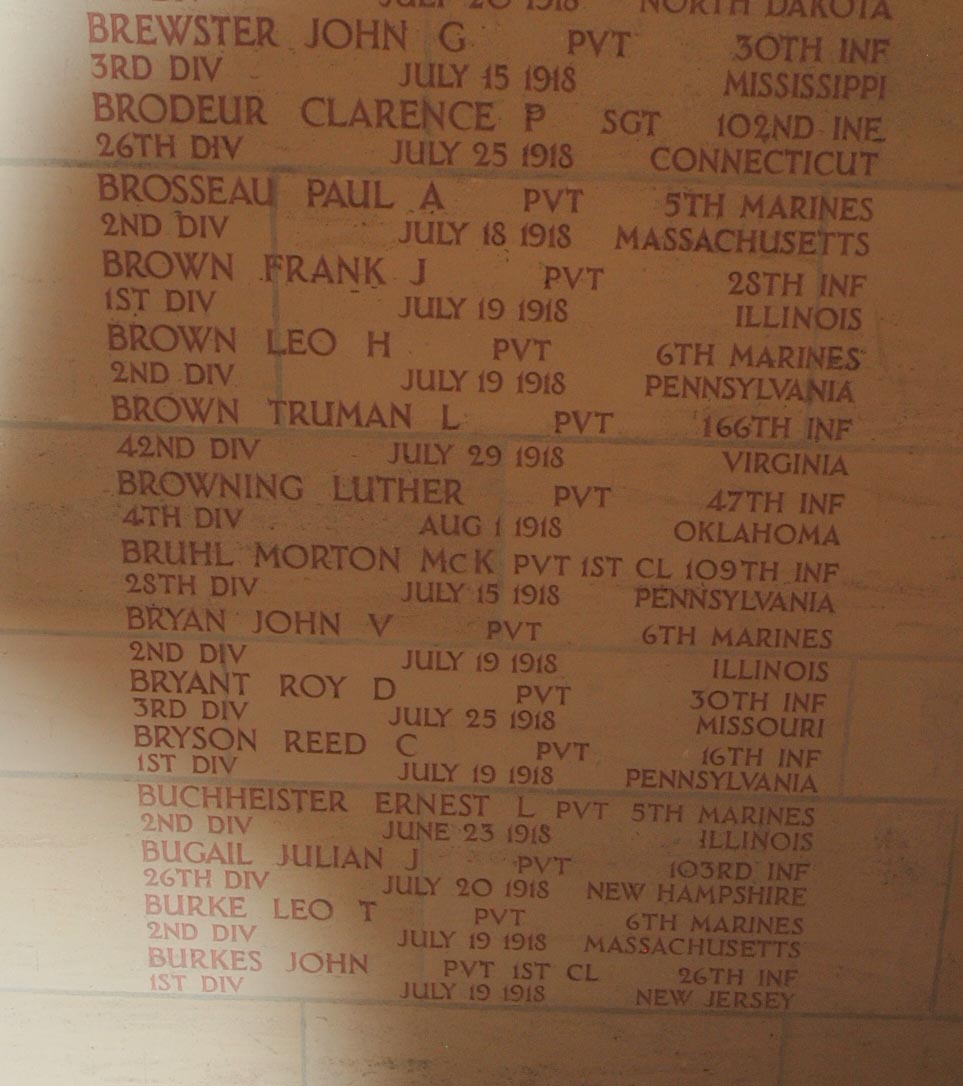 JULY 20 1918 NORTH DAKOTA
BREWSTER JOHN G PVT 30TH INF
3RD DIV JULY 15 1918 MISSISSIPPI
BRODEUR CLARENCE P SGT 102ND INF
26TH DIV JULY 25 1918 CONNECTICUT
BROSSEAU PAUL A PVT 5TH MARINES
2ND DIV JULY 18 1918 MASSACHUSETTS
BROWN FRANK J PVT 28TH INF
1ST DIV JULY 19 1918 ILLINOIS
BROWN LEO H PVT 6TH MARINES
2ND DIV JULY 19 1918 PENNSYLVANIA
BROWN TRUMAN L PVT 166TH INF
42ND DIV JULY 29 1918 VIRGINIA
BROWNING LUTHER PVT 47TH INF
4TH DIV AUG 1 1918 OKLAHOMA
BRUHL MORTON McK PVT 1ST CL 109TH INF
28TH DIV JULY 15 1918 PENNSYLVANIA
BRYAN JOHN V PVT 6TH MARINES
2ND DIV JULY 19 1918 ILLINOIS
BRYANT ROY D PVT 30TH INF
3RD DIV JULY 25 1918 MISSOURI
BRYSON REED C PVT 16TH INF
1ST DIV JULY 19 1918 PENNSYLVANIA
BUCHHEISTER ERNEST L PVT 5TH MARINES
2ND DIV JUNE 23 1918 ILLINOIS
BUGAIL JULIAN J PVT 103RD INF
26TH DIV JULY 20 1918 NEW HAMPSHIRE
BURKE LEO T PVT 6TH MARINES
2ND DIV JULY 19 1918 MASSACHUSETTS
BURKES JOHN PVT 1ST CL 26TH INF
1ST DIV JULY 19 1918 NEW JERSEY